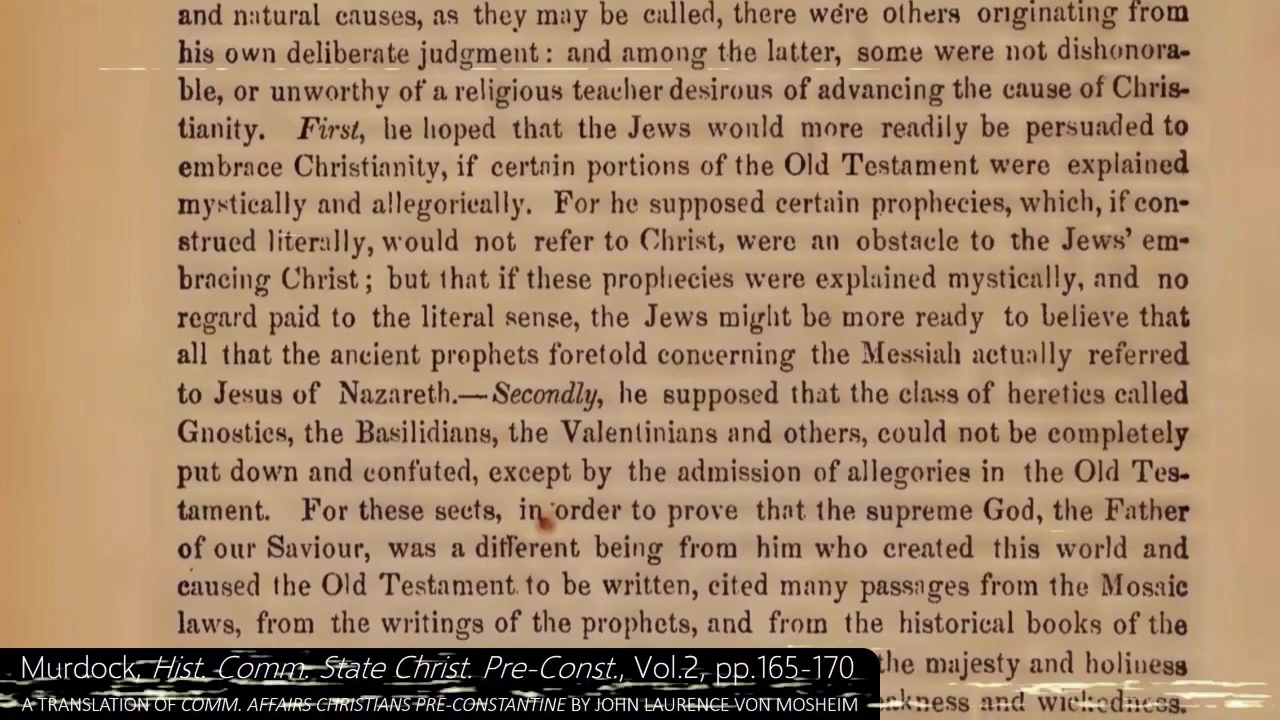 and natural causes, as they may be called, there were others originating from
his own deliberate judgment: and among the latter, some were not dishonora-
ble, or unworthy of a religious teacher desirous of advancing the cause of Chris-
tianity. First, he hoped that the Jews would more readily be persuaded to
embrace Christianity, if certain portions of the Old Testament were explained
mystically and allegorically. For he supposed certain prophecies, which, if con-
strued literally, would not refer to Christ, were an obstacle to the Jews' em-
bracing Christ; but that if these prophecies were explained mystically, and no
regard paid to the literal sense, the Jews might be more ready to believe that
all that the ancient prophets foretold concerning the Messiah actually referred
to Jesus of Nazareth.—Secondly, he supposed that the class of heretics called
Gnostics, the Basilidians, the Valentinians and others, could not be completely
put down and confuted, except by the admission of allegories in the Old Tes-
tament. For these sects, in order to prove that the supreme God, the Father
of our Saviour, was a different being from him who created this world and
caused the Old Testament to be written, cited many passages from the Mosaic
laws, from the writings of the prophets, and from the historical books of the
the majesty and holiness
and wickedness.
Murdock, Hist. Comm. State Christ. Pre-Const., Vol.2, pp.165-170
A TRANSLATION OF COMM. AFFAIRS CHRISTIANS PRE-CONSTANTINE BY JOHN LAURENCE VON MOSHEIM